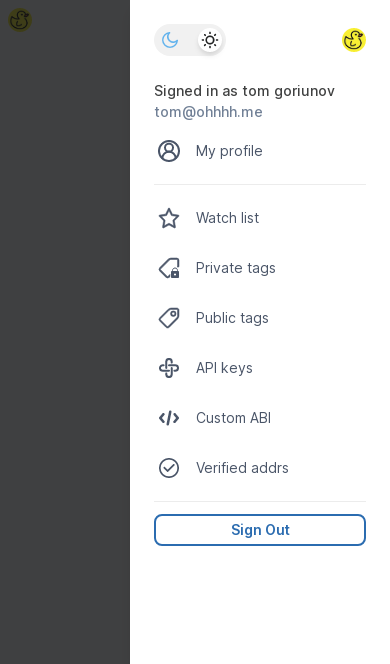 Signed in as tom goriunov
tom@ohhhh.me
My profile
Watch list
Private tags
Public tags
API keys
Custom ABI
Verified addrs
Sign Out